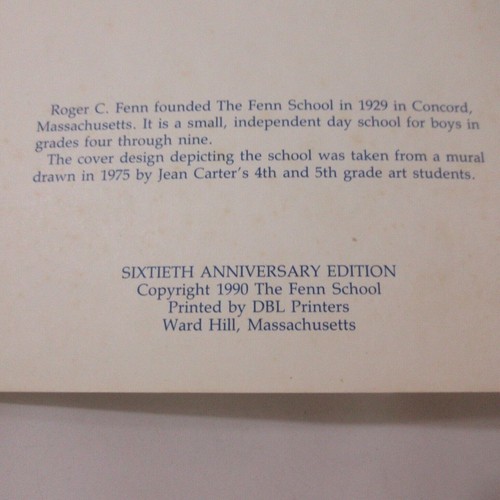 Roger C. Fenn founded The Fenn School in 1929 in Concord,
Massachusetts. It is a small, independent day school for boys in
grades four through nine.
The cover design depicting the school was taken from a mural
drawn in 1975 by Jean Carter's 4th and 5th grade art students.
SIXTIETH ANNIVERSARY EDITION
Copyright 1990 The Fenn School
Printed by DBL Printers
Ward Hill, Massachusetts